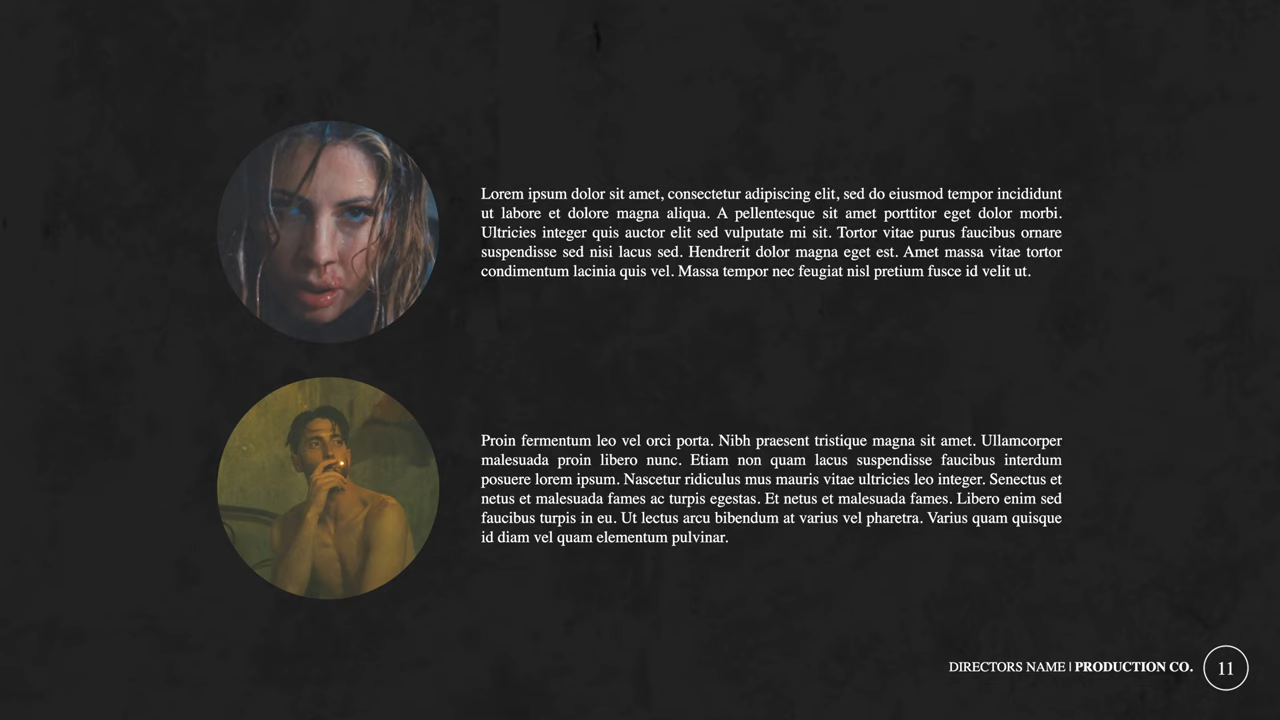 Lorem ipsum dolor sit amet, consectetur adipiscing elit, sed do eiusmod tempor incididunt
ut labore et dolore magna aliqua. A pellentesque sit amet porttitor eget dolor morbi.
Ultricies integer quis auctor elit sed vulputate mi sit. Tortor vitae purus faucibus ornare
suspendisse sed nisi lacus sed. Hendrerit dolor magna eget est. Amet massa vitae tortor
condimentum lacinia quis vel. Massa tempor nec feugiat nisl pretium fusce id velit ut.
Proin fermentum leo vel orci porta. Nibh praesent tristique magna sit amet. Ullamcorper
malesuada proin libero nunc. Etiam non quam lacus suspendisse faucibus interdum
posuere lorem ipsum. Nascetur ridiculus mus mauris vitae ultricies leo integer. Senectus et
netus et malesuada fames ac turpis egestas. Et netus et malesuada fames. Libero enim sed
faucibus turpis in eu. Ut lectus arcu bibendum at varius vel pharetra. Varius quam quisque
id diam vel quam elementum pulvinar.
DIRECTORS NAME | PRODUCTION CO. 11